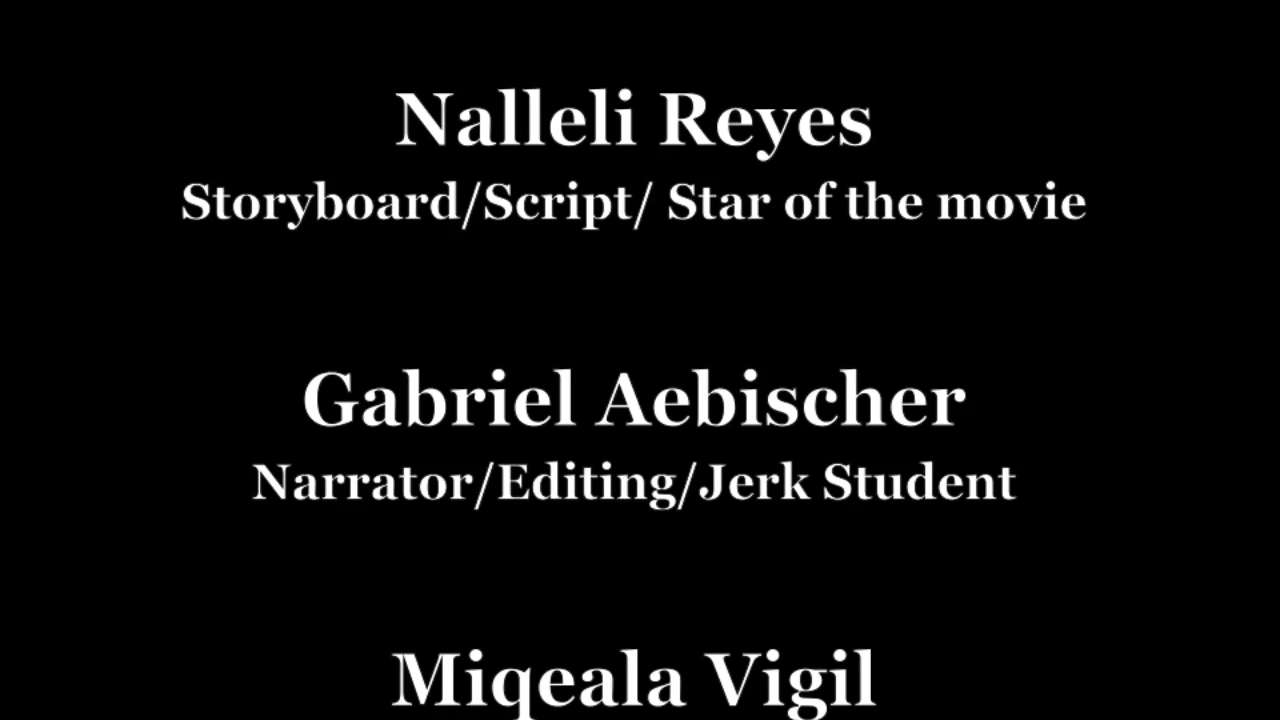 Nalleli Reyes
Storyboard/Script/ Star of the movie
Gabriel Aebischer
Narrator/Editing/Jerk Student
Miqeala Vigil